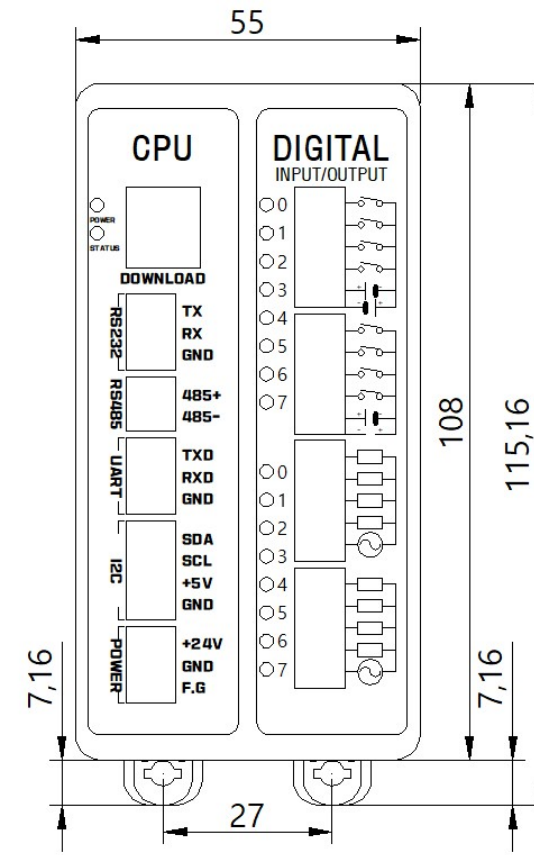 55
CPU
POWER
STATUS
DOWNLOAD
RS232
TX
RX
GND
RS485
485+
485-
UART
TXD
RXD
GND
I2C
SDA
SCL
+5V
GND
POWER
+24V
GND
F.G
DIGITAL
INPUT/OUTPUT
0
1
2
3
4
5
6
7
0
1
2
3
4
5
6
7
108
115,16
7,16
7,16
27